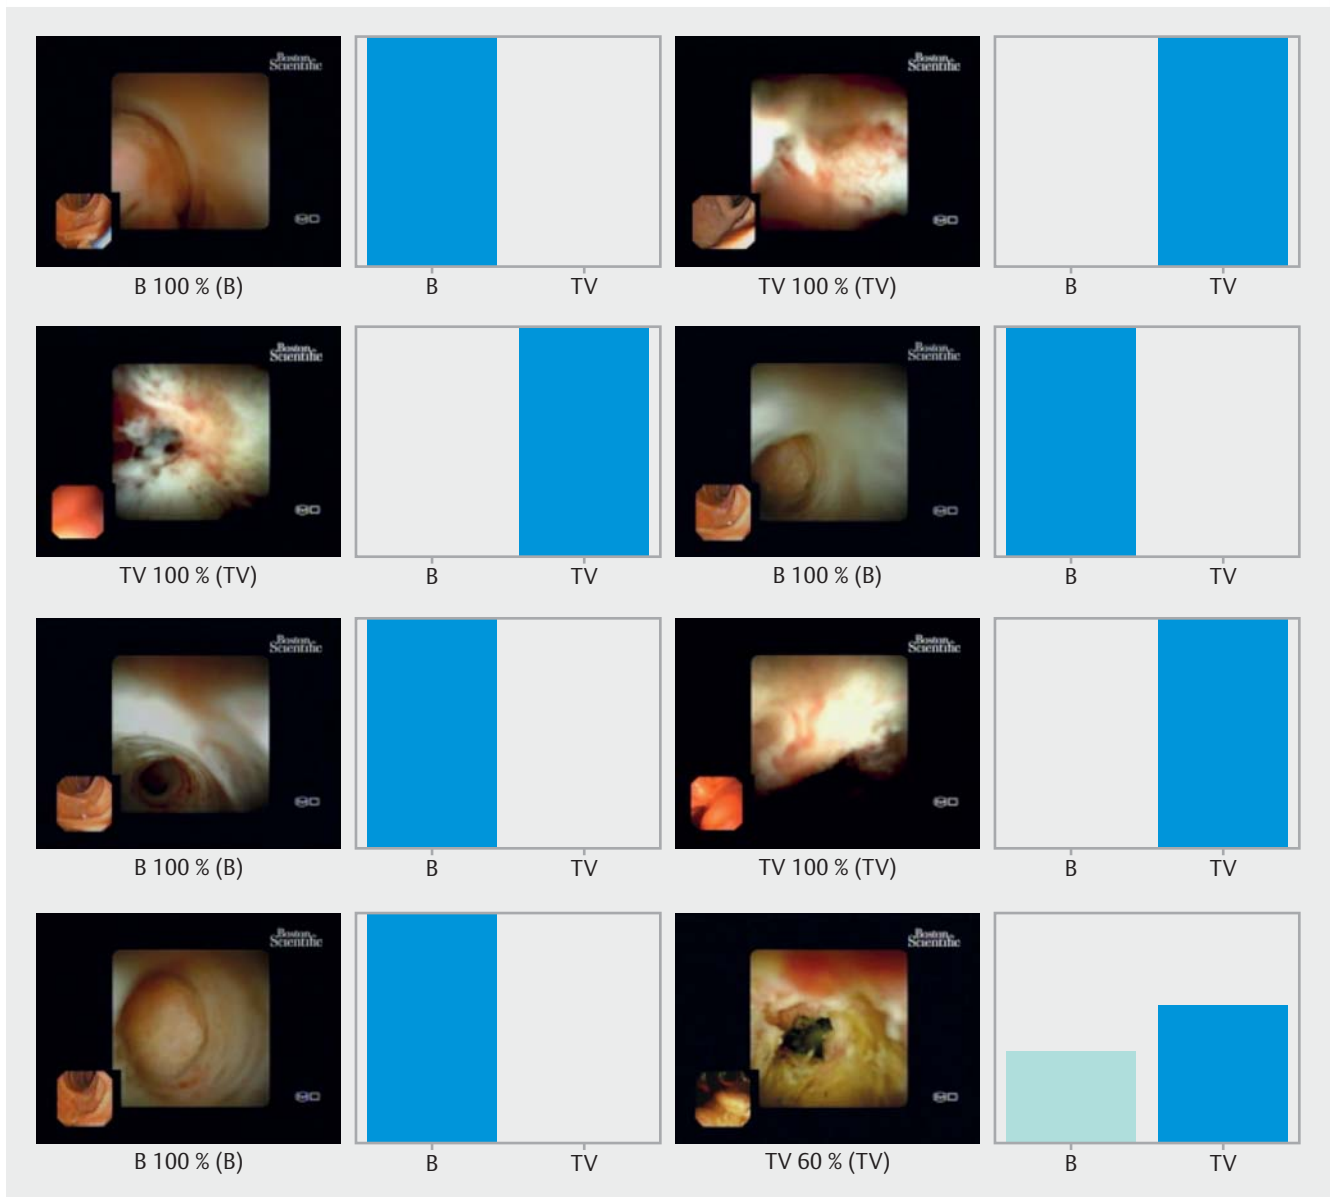 Boston
Scientific
Boston
Scientific
B 100 % (B)
B
TV
TV 100 % (TV)
B
TV
Boston
Scientific
Boston
Scientific
TV 100 % (TV)
B
TV
B 100 % (B)
B
TV
Boston
Scientific
Boston
Scientific
B 100 % (B)
B
TV
TV 100 % (TV)
B
TV
Boston
Scientific
Boston
Scientific
B 100 % (B)
B
TV
TV 60 % (TV)
B
TV